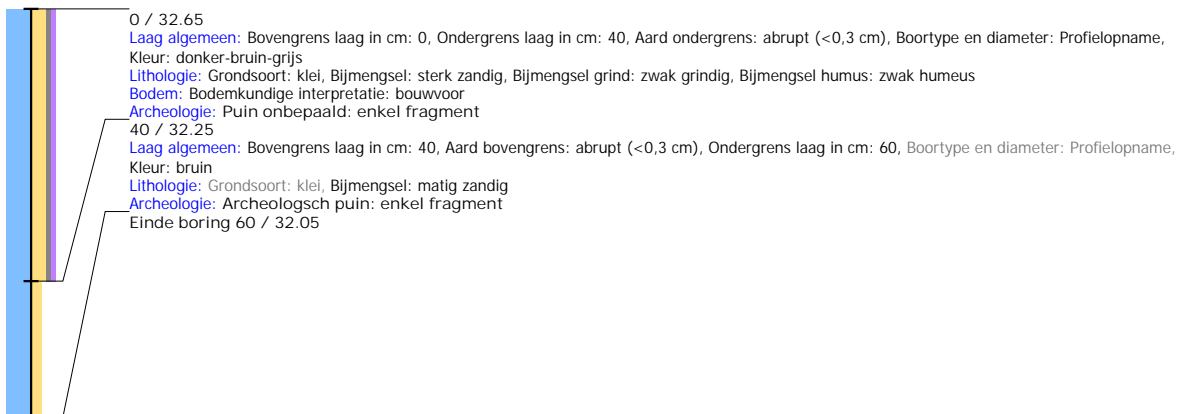 0 / 32.65
Laag algemeen: Bovengrens laag in cm: 0, Ondergrens laag in cm: 40, Aard ondergrens: abrupt (<0,3 cm), Boortype en diameter: Profielopname,
Kleur: donker-bruin-grijs
Lithologie: Grondsoort: klei, Bijmengsel: sterk zandig, Bijmengsel grind: zwak grindig, Bijmengsel humus: zwak humeus
Bodem: Bodemkundige interpretatie: bouwvoor
Archeologie: Puin onbepaald: enkel fragment
40 / 32.25
Laag algemeen: Bovengrens laag in cm: 40, Aard bovengrens: abrupt (<0,3 cm), Ondergrens laag in cm: 60, Boortype en diameter: Profielopname,
Kleur: bruin
Lithologie: Grondsoort: klei, Bijmengsel: matig zandig
Archeologie: Archeologsch puin: enkel fragment
Einde boring 60 / 32.05